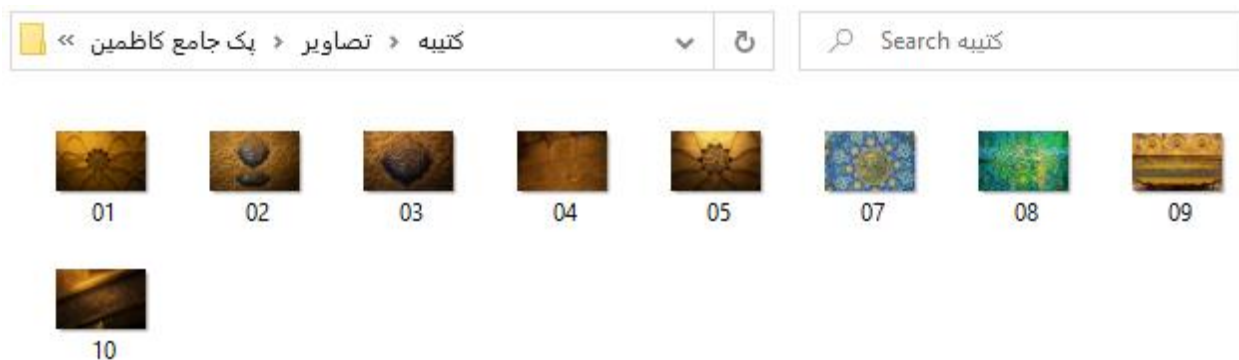 « پک جامع کاظمین › تصاویر › کتیبه
Search کتیبه
01 02 03 04 05 07 08 09
10